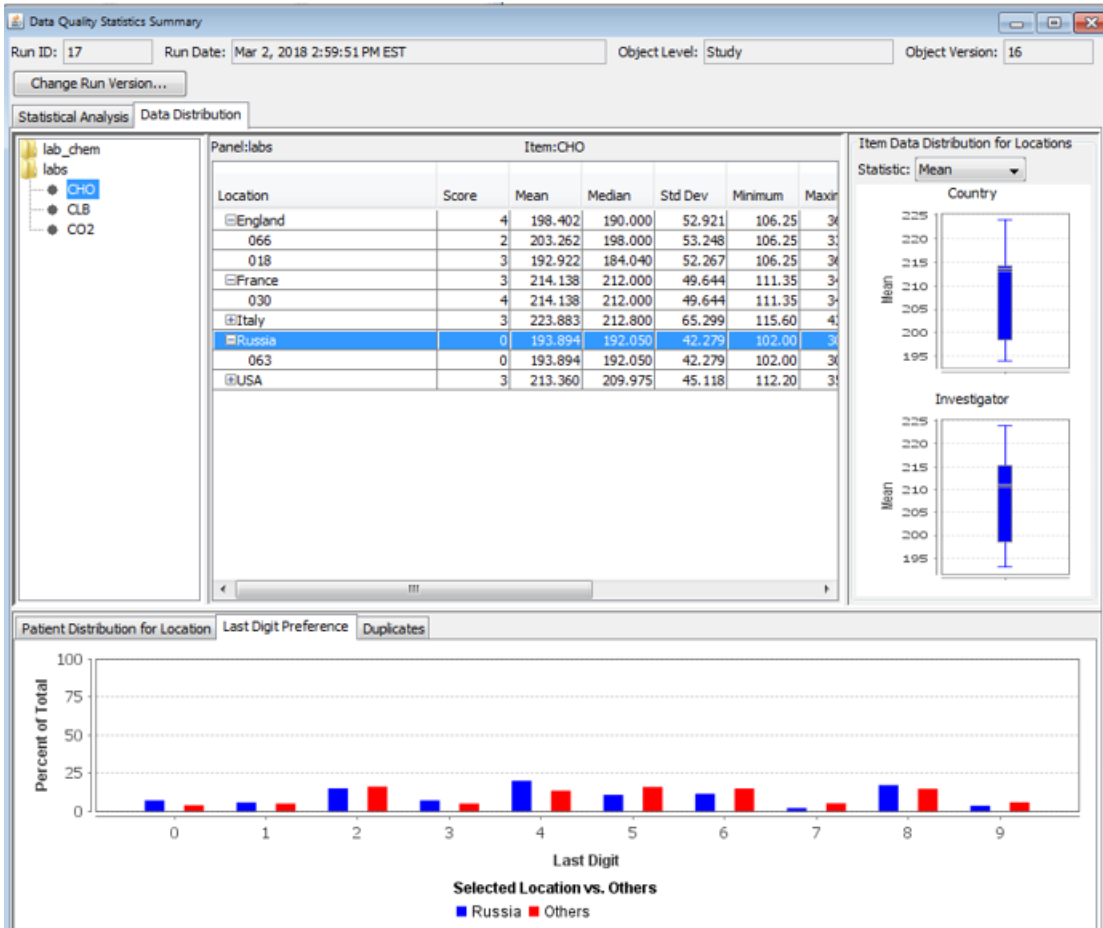 Data Quality Statistics Summary
Run ID: 17 Run Date: Mar 2, 2018 2:59:51 PM EST Object Level: Study Object Version: 16
Change Run Version...
Statistical Analysis Data Distribution
lab_chem
labs
CHO
CLB
CO2
Panel:labs Item:CHO
Location Score Mean Median Std Dev Minimum
England 4 198.402 190.000 52.921 106.25
066 2 203.262 198.000 53.248 106.25
018 3 192.922 184.040 52.267 106.25
France 3 214.138 212.000 49.644 111.35
030 4 214.138 212.000 49.644 111.35
Italy 3 223.883 212.800 65.299 115.60
Russia 0 193.894 192.050 42.279 102.00
063 0 193.894 192.050 42.279 102.00
USA 3 213.360 209.975 45.118 112.20
Item Data Distribution for Locations
Statistic: Mean
Country
225
220
215
210
205
200
195
Mean
Investigator
225
220
215
210
205
200
195
Mean
Patient Distribution for Location Last Digit Preference Duplicates
100
75
50
25
0
Percent of Total
0 1 2 3 4 5 6 7 8 9
Last Digit
Selected Location vs. Others
Russia Others